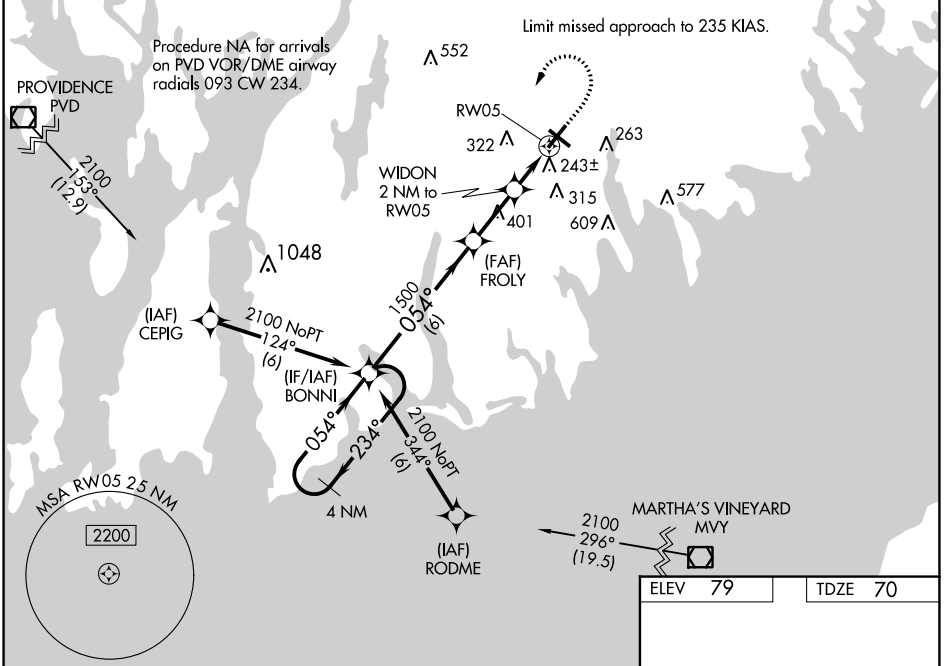 Limit missed approach to 235 KIAS.
Procedure NA for arrivals
on PVD VOR/DME airway
radials 093 CW 234.
552
PROVIDENCE
PVD
2100
153°
(12.9)
RW05
322
263
243±
WIDON
2 NM to
RW05
315
577
401
609
(FAF)
FROLY
1048
1500
054°
(6)
(IAF)
CEPIG
2100 NoPT
124°
(6)
(IF/IAF)
BONNI
054°
234°
2100 NoPT
344°
(6)
4 NM
MSA RW05 25 NM
2200
(IAF)
RODME
MARTHA'S VINEYARD
MVY
2100
296°
(19.5)
ELEV 79
TDZE 70